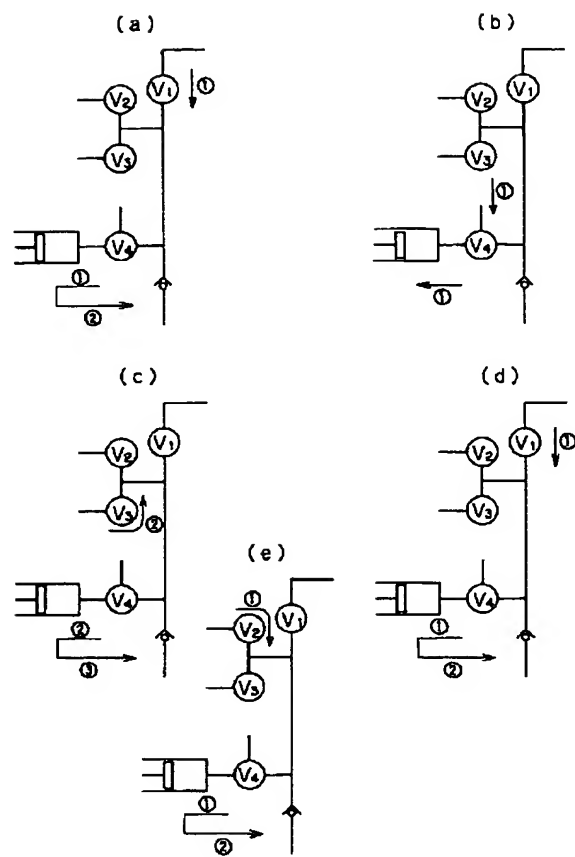 (a)
V1
①
V2
V3
V4
①
②
(b)
V1
V2
V3
①
V4
①
(c)
V1
V2
V3
②
V4
②
③
(d)
V1
①
V2
V3
V4
①
②
(e)
①
V1
V2
V3
V4
①
②